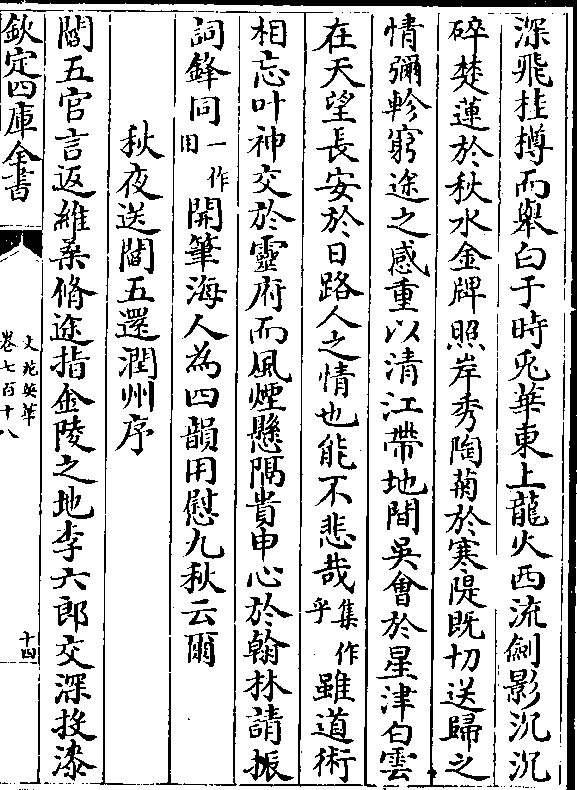 深飛桂樽而舉白于時兎華東上龍火西流劒影沉沉
碎楚蓮於秋水金牌照岸秀陶菊於寒隄既切送歸之
情彌軫窮途之感重以清江帶地間吳會於星津白雲
在天望長安於日路人之情也能不悲哉集作乎雖道術
相忘叶神交於靈府而風煙懸隔貴申心於翰林請振
詞鋒同一作用開筆海人為四韻用慰九秋云爾
秋夜送閻五還潤州序
閻五官言返維桑脩途指金陵之地李六郎交深投漆
欽定四庫全書
文苑英華
卷七百十八
十四